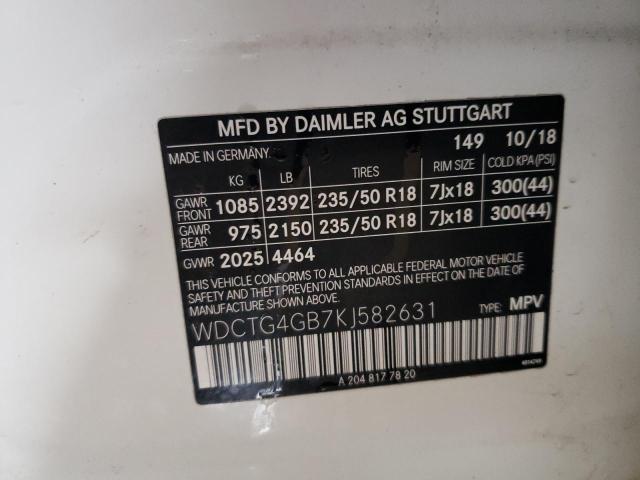 MFD BY DAIMLER AG STUTTGART
MADE IN GERMANY. 149 10/18
KG LB TIRES RIM SIZE COLD KPA (PSI)
GAWR FRONT 1085 2392 235/50 R18 7Jx18 300(44)
GAWR REAR 975 2150 235/50 R18 7Jx18 300(44)
GVWR 2025 4464
THIS VEHICLE CONFORMS TO ALL APPLICABLE FEDERAL MOTOR VEHICLE
SAFETY, BUMPER, AND THEFT PREVENTION STANDARDS IN EFFECT ON THE DATE OF
MANUFACTURE SHOWN ABOVE.
WDCTG4GB7KJ582631 TYPE: MPV
A 204 817 78 20